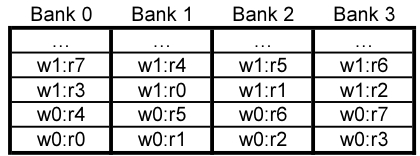 Bank 0 Bank 1 Bank 2 Bank 3
... ... ... ...
w1:r7 w1:r4 w1:r5 w1:r6
w1:r3 w1:r0 w1:r1 w1:r2
w0:r4 w0:r5 w0:r6 w0:r7
w0:r0 w0:r1 w0:r2 w0:r3